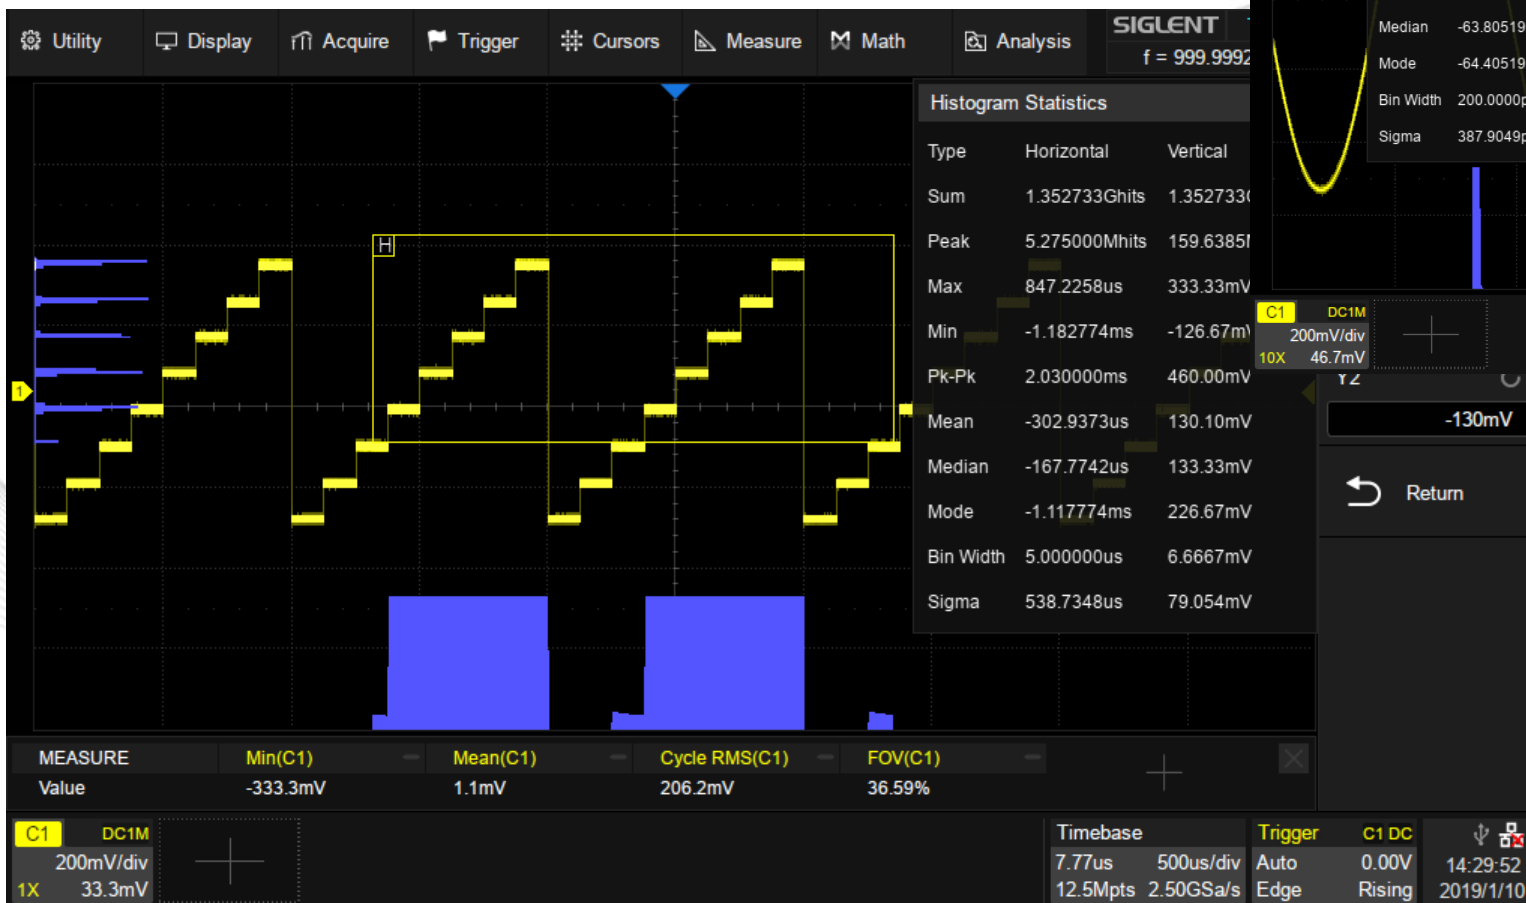 Utility Display Acquire Trigger Cursors Measure Math Analysis
SIGLENT
f = 999.9992
Histogram Statistics
Type Horizontal Vertical
Sum 1.352733Ghits 1.352733
Peak 5.275000Mhits 159.6385
Max 847.2258us 333.33mV
Min -1.182774ms -126.67m
Pk-Pk 2.030000ms 460.00mV
Mean -302.9373us 130.10mV
Median -167.7742us 133.33mV
Mode -1.117774ms 226.67mV
Bin Width 5.000000us 6.6667mV
Sigma 538.7348us 79.054mV
H
1
Median -63.80519
Mode -64.40519
Bin Width 200.0000p
Sigma 387.9049p
C1 DC1M
200mV/div
10X 46.7mV
Y2
-130mV
Return
MEASURE Min(C1) Mean(C1) Cycle RMS(C1) FOV(C1)
Value -333.3mV 1.1mV 206.2mV 36.59%
C1 DC1M
200mV/div
1X 33.3mV
Timebase
7.77us 500us/div
12.5Mpts 2.50GSa/s
Trigger C1 DC
Auto 0.00V
Edge Rising
14:29:52
2019/1/10